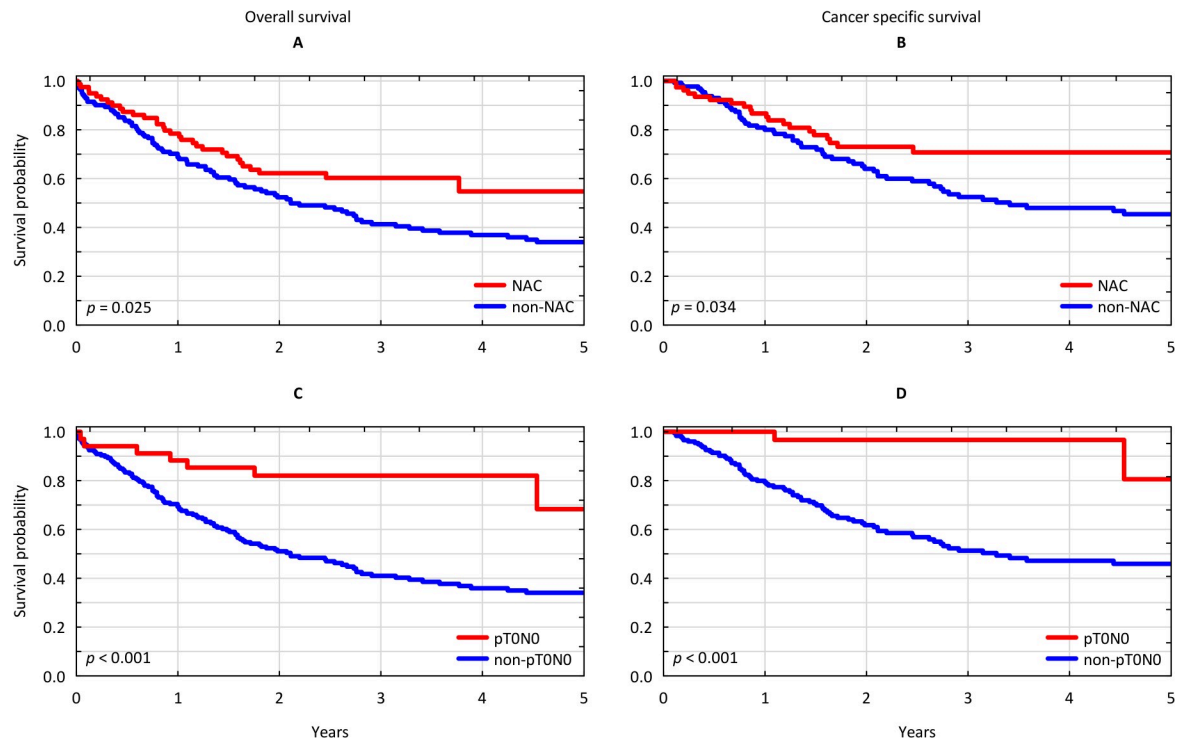 Overall survival
Cancer specific survival
A
B
1.0
0.8
0.6
0.4
0.2
0.0
Survival probability
NAC
non-NAC
p = 0.025
0 1 2 3 4 5
1.0
0.8
0.6
0.4
0.2
0.0
NAC
non-NAC
p = 0.034
0 1 2 3 4 5
C
D
1.0
0.8
0.6
0.4
0.2
0.0
Survival probability
pT0N0
non-pT0N0
p < 0.001
0 1 2 3 4 5
Years
1.0
0.8
0.6
0.4
0.2
0.0
pT0N0
non-pT0N0
p < 0.001
0 1 2 3 4 5
Years